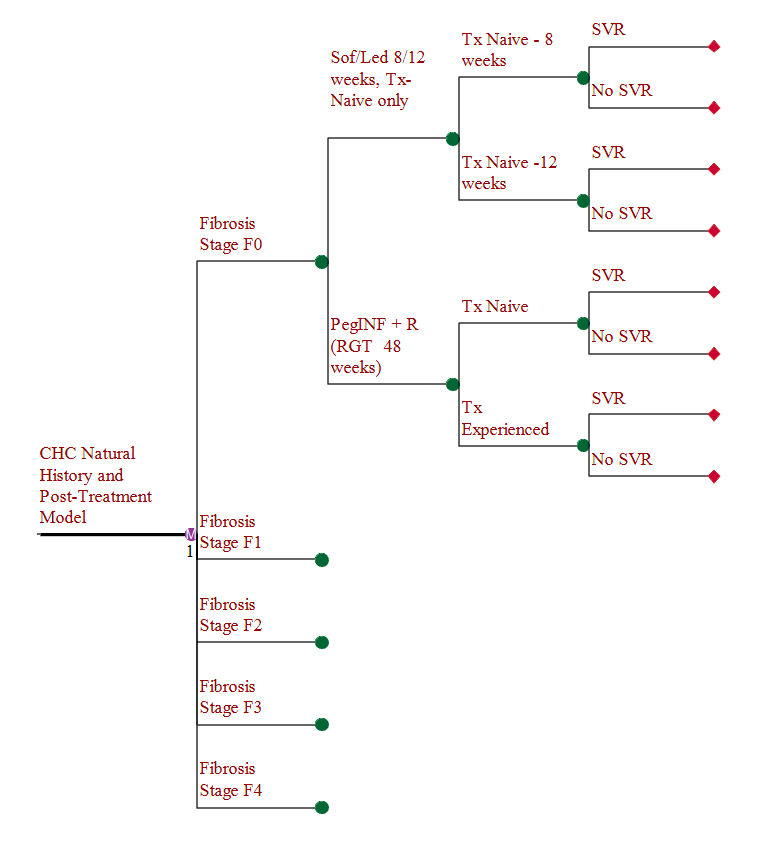 Sof/Led 8/12
weeks, Tx-
Naive only
Tx Naive - 8
weeks
SVR
No SVR
Tx Naive -12
weeks
SVR
No SVR
Fibrosis
Stage F0
PegINF + R
(RGT 48
weeks)
Tx Naive
SVR
No SVR
Tx
Experienced
SVR
No SVR
CHC Natural
History and
Post-Treatment
Model
M
1
Fibrosis
Stage F1
Fibrosis
Stage F2
Fibrosis
Stage F3
Fibrosis
Stage F4